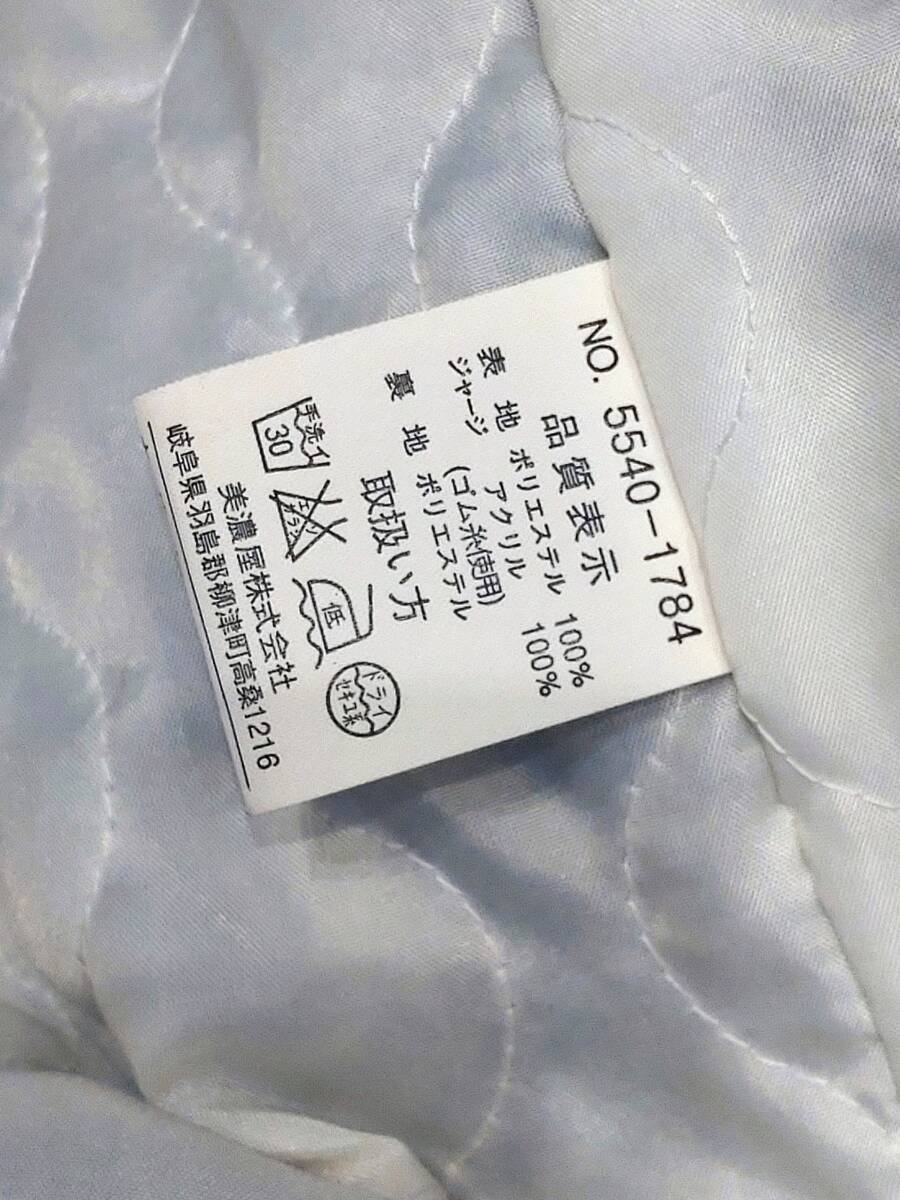 NO. 5540-1784
品質表示
表 地 ポリエステル 100%
ジャージ アクリル 100%
(ゴム糸使用)
裏 地 ポリエステル
取扱い方
手洗イ
30
エンソサラシ
低
ドライ
セキユ系
美濃屋株式会社
岐阜県羽島郡柳津町高桑1216